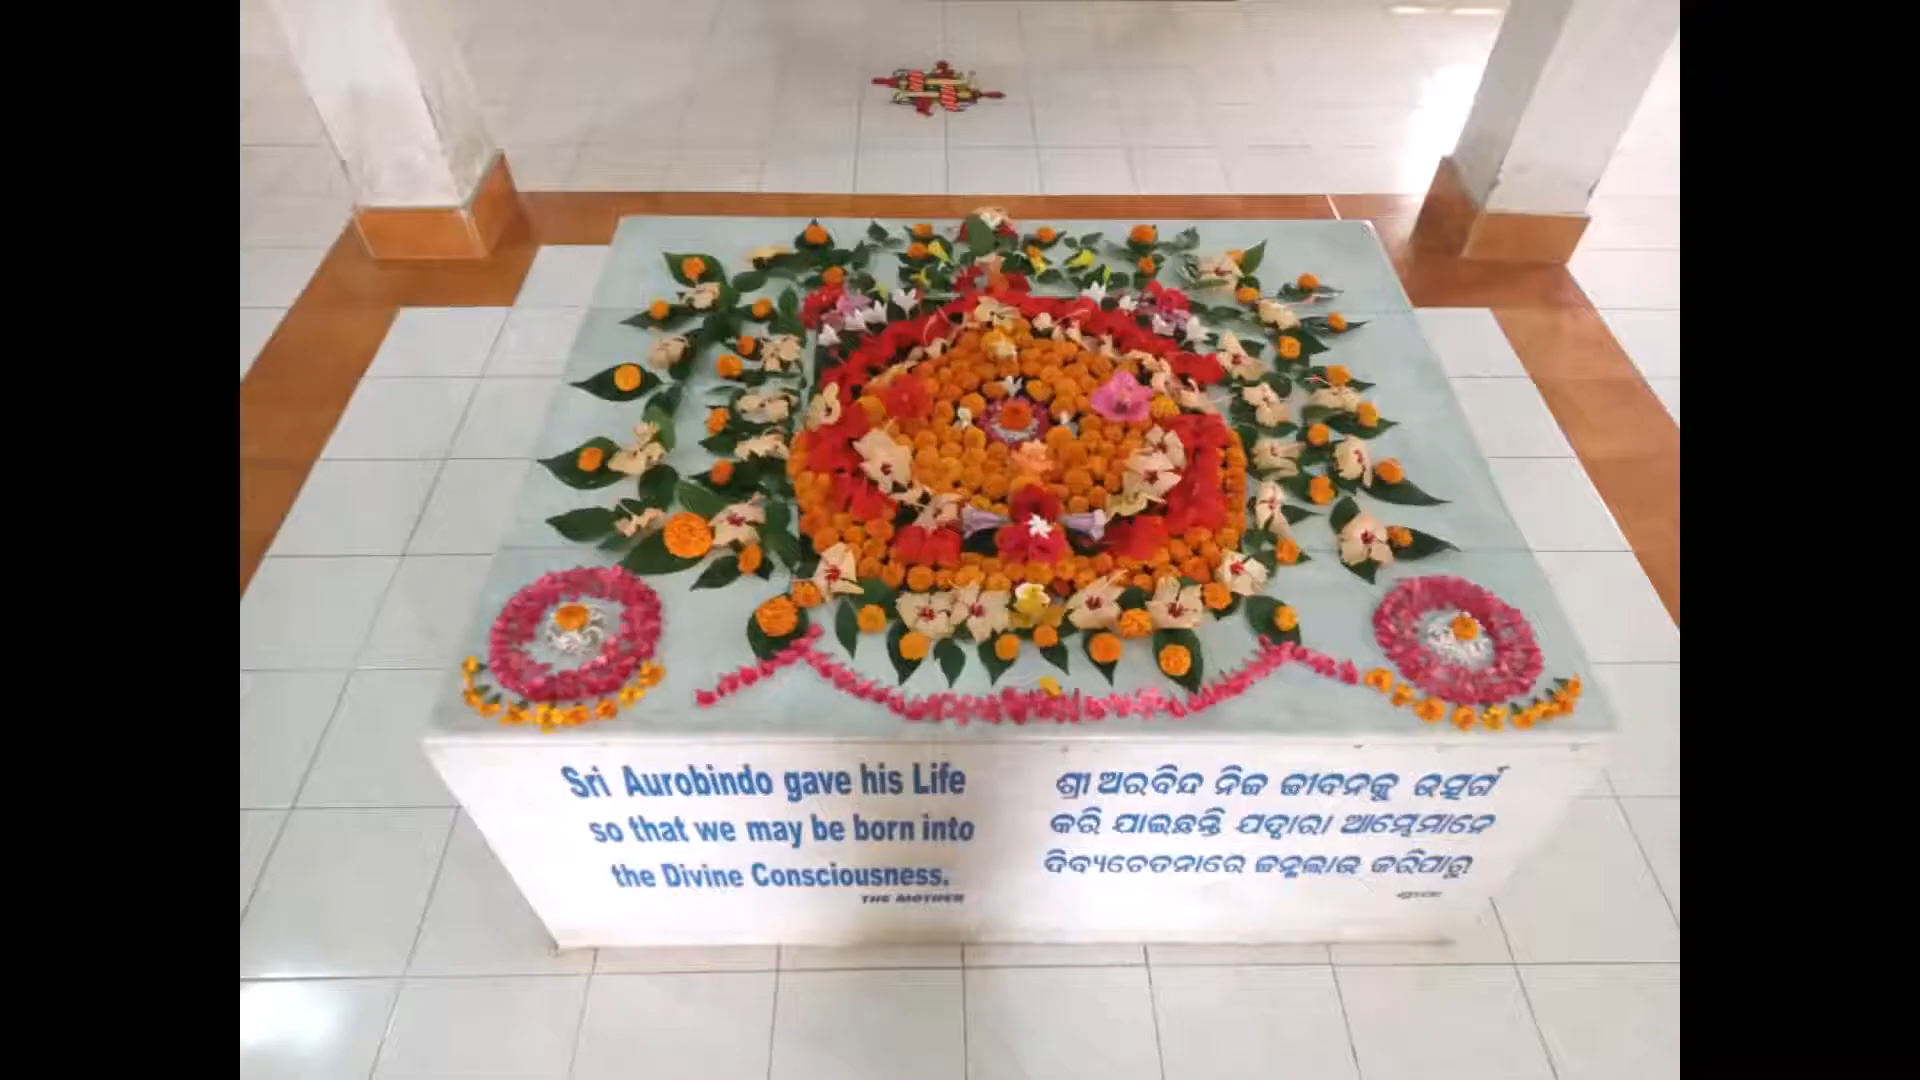 Sri Aurobindo gave his Life
so that we may be born into
the Divine Consciousness.
THE MOTHER
ଶ୍ରୀ ଅରବିନ୍ଦ ନିଜ ଜୀବନକୁ ଉତ୍ସର୍ଗ
କରି ଯାଇଛନ୍ତି ଯଦ୍ଦ୍ୱାରା ଆମ୍ଭେମାନେ
ଦିବ୍ୟଚେତନାରେ ଜନ୍ମଲାଭ କରିପାରୁ